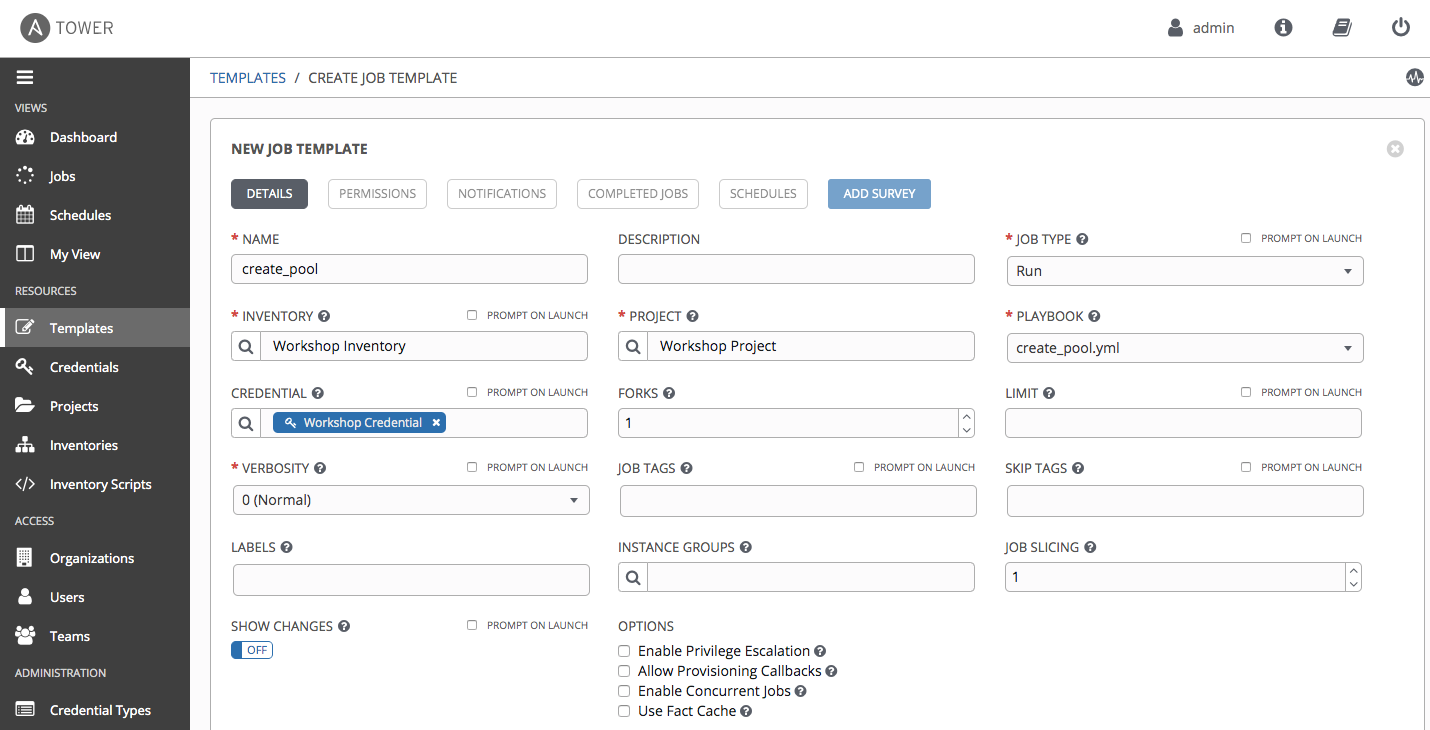 TOWER
admin
VIEWS
Dashboard
Jobs
Schedules
My View
RESOURCES
Templates
Credentials
Projects
Inventories
Inventory Scripts
ACCESS
Organizations
Users
Teams
ADMINISTRATION
Credential Types
TEMPLATES / CREATE JOB TEMPLATE
NEW JOB TEMPLATE
DETAILS PERMISSIONS NOTIFICATIONS COMPLETED JOBS SCHEDULES ADD SURVEY
* NAME DESCRIPTION * JOB TYPE ? PROMPT ON LAUNCH
create_pool Run
* INVENTORY ? PROMPT ON LAUNCH * PROJECT ? * PLAYBOOK ?
Workshop Inventory Workshop Project create_pool.yml
CREDENTIAL ? PROMPT ON LAUNCH FORKS ? LIMIT ? PROMPT ON LAUNCH
Workshop Credential × 1
* VERBOSITY ? PROMPT ON LAUNCH JOB TAGS ? PROMPT ON LAUNCH SKIP TAGS ? PROMPT ON LAUNCH
0 (Normal)
LABELS ? INSTANCE GROUPS ? JOB SLICING ?
1
SHOW CHANGES ? PROMPT ON LAUNCH OPTIONS
OFF Enable Privilege Escalation ?
Allow Provisioning Callbacks ?
Enable Concurrent Jobs ?
Use Fact Cache ?